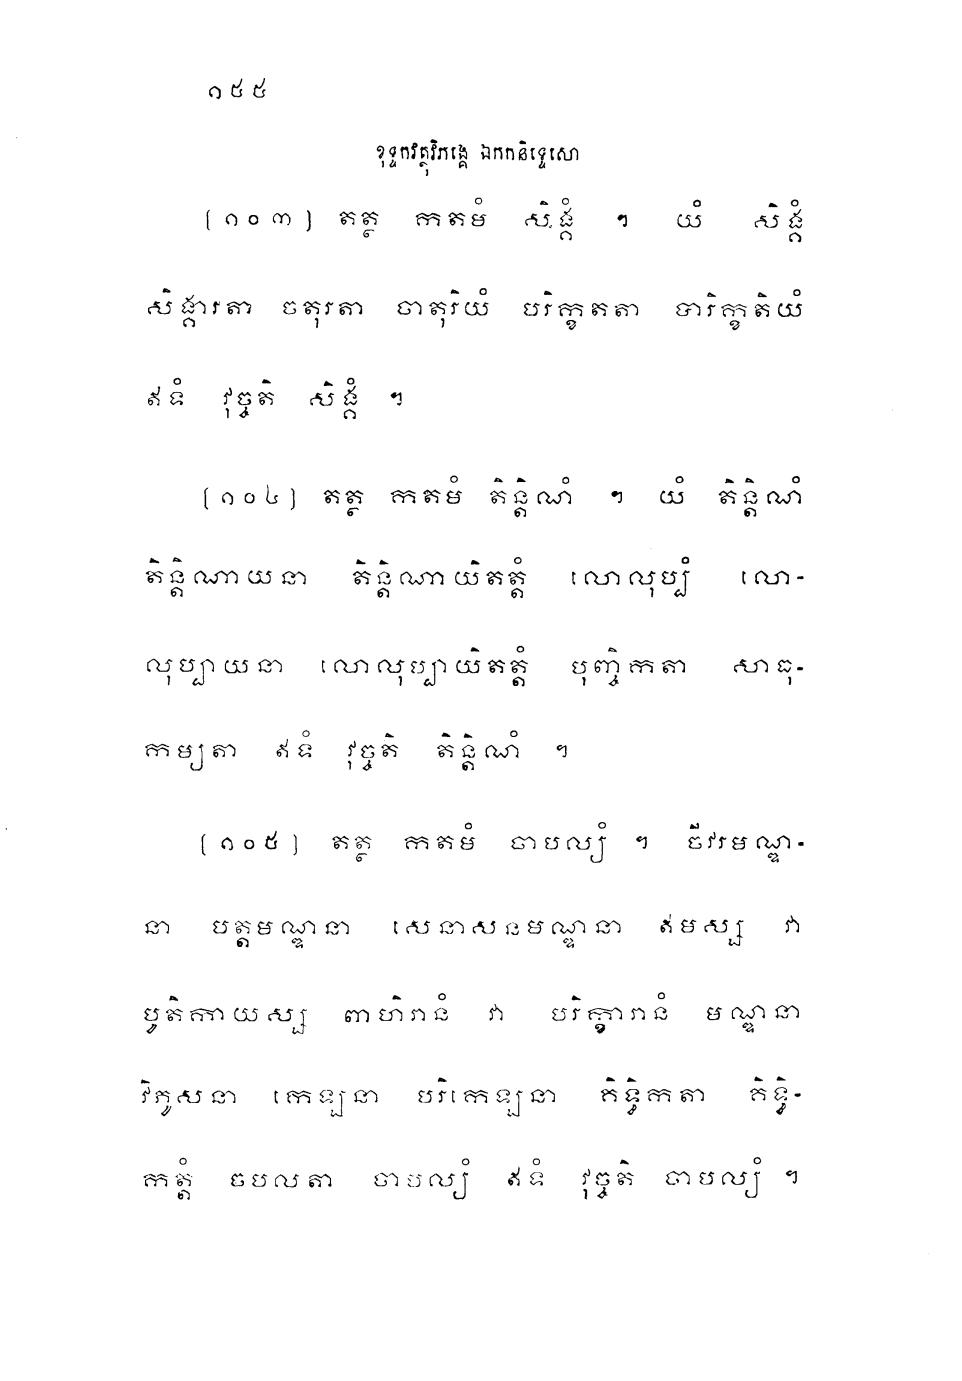 ១៥៥
ខុទ្ទកវត្ថុវិភង្គេ ឯកកនិទ្ទេសោ
(១០៣) តត្ថ កតមំ សិង្គំ ។ យំ សិង្គំ
សិង្គារតា ចតុរតា ចាតុរិយំ បរិក្ខតតា បារិក្ខតិយំ
ឥទំ វុច្ចតិ សិង្គំ ។
(១០៤) តត្ថ កតមំ តិន្តិណំ ។ យំ តិន្តិណំ
តិន្តិណាយនា តិន្តិណាយិតត្តំ លោលុប្បំ លោ-
លុប្បាយនា លោលុប្បាយិតត្តំ បុញ្ចិកតា សាធុ-
កម្យតា ឥទំ វុច្ចតិ តិន្តិណំ ។
(១០៥) តត្ថ កតមំ ចាបល្យំ ។ ចីវរមណ្ឌ-
នា បត្តមណ្ឌនា សេនាសនមណ្ឌនា ឥមស្ស វា
បូតិកាយស្ស ពាហិរានំ វា បរិក្ខារានំ មណ្ឌនា
វិភូសនា កេឡនា បរិកេឡនា គិទ្ធិកតា គិទ្ធិ-
កត្តំ ចបលតា ចាបល្យំ ឥទំ វុច្ចតិ ចាបល្យំ ។